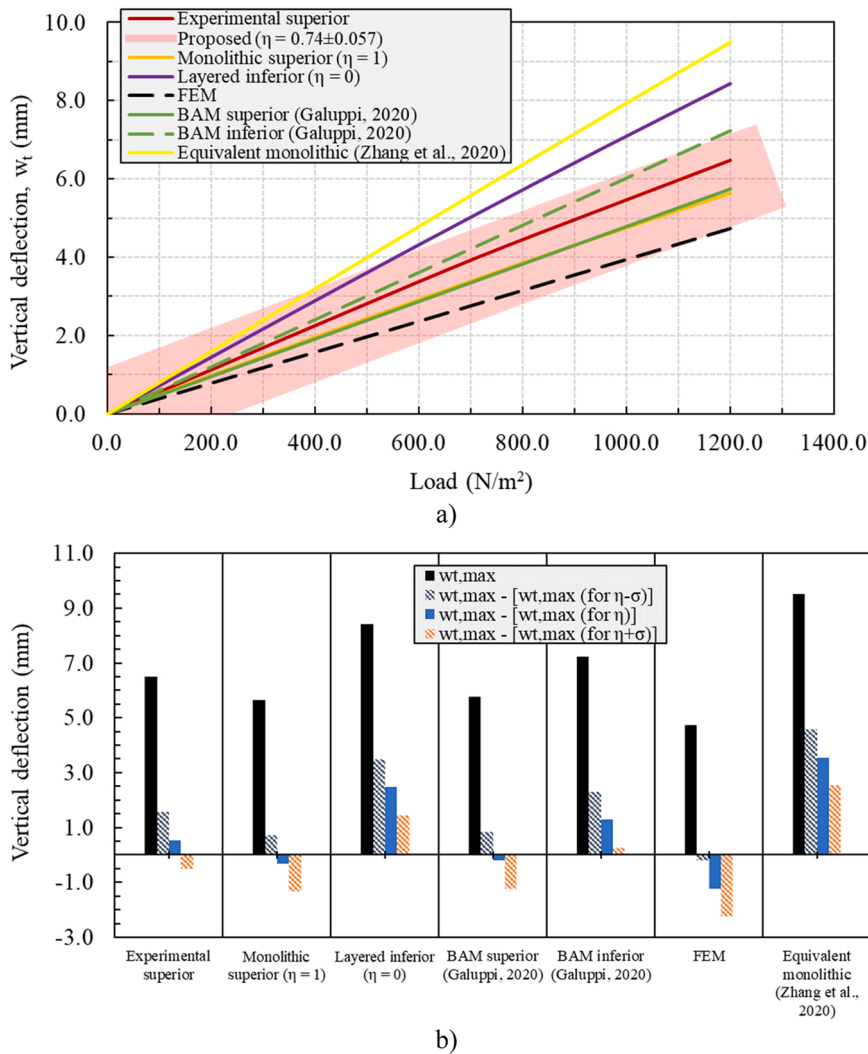 10.0
8.0
6.0
4.0
2.0
0.0
Vertical deflection, wt (mm)
Experimental superior
Proposed (η = 0.74±0.057)
Monolithic superior (η = 1)
Layered inferior (η = 0)
FEM
BAM superior (Galuppi, 2020)
BAM inferior (Galuppi, 2020)
Equivalent monolithic (Zhang et al., 2020)
0.0 200.0 400.0 600.0 800.0 1000.0 1200.0 1400.0
Load (N/m²)
a)
11.0
9.0
7.0
5.0
3.0
1.0
-1.0
-3.0
Vertical deflection (mm)
wt,max
wt,max - [wt,max (for η-σ)]
wt,max - [wt,max (for η)]
wt,max - [wt,max (for η+σ)]
Experimental
superior
Monolithic
superior (η = 1)
Layered inferior
(η = 0)
BAM superior
(Galuppi, 2020)
BAM inferior
(Galuppi, 2020)
FEM
Equivalent
monolithic
(Zhang et al.,
2020)
b)